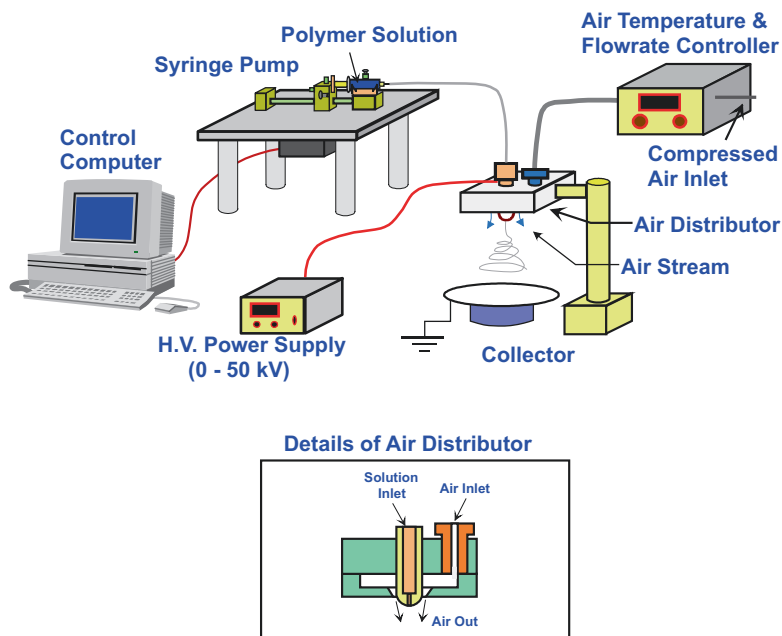 Polymer Solution
Syringe Pump
Air Temperature &
Flowrate Controller
Control
Computer
Compressed
Air Inlet
Air Distributor
Air Stream
H.V. Power Supply
(0 - 50 kV)
Collector
Details of Air Distributor
Solution
Inlet
Air Inlet
Air Out